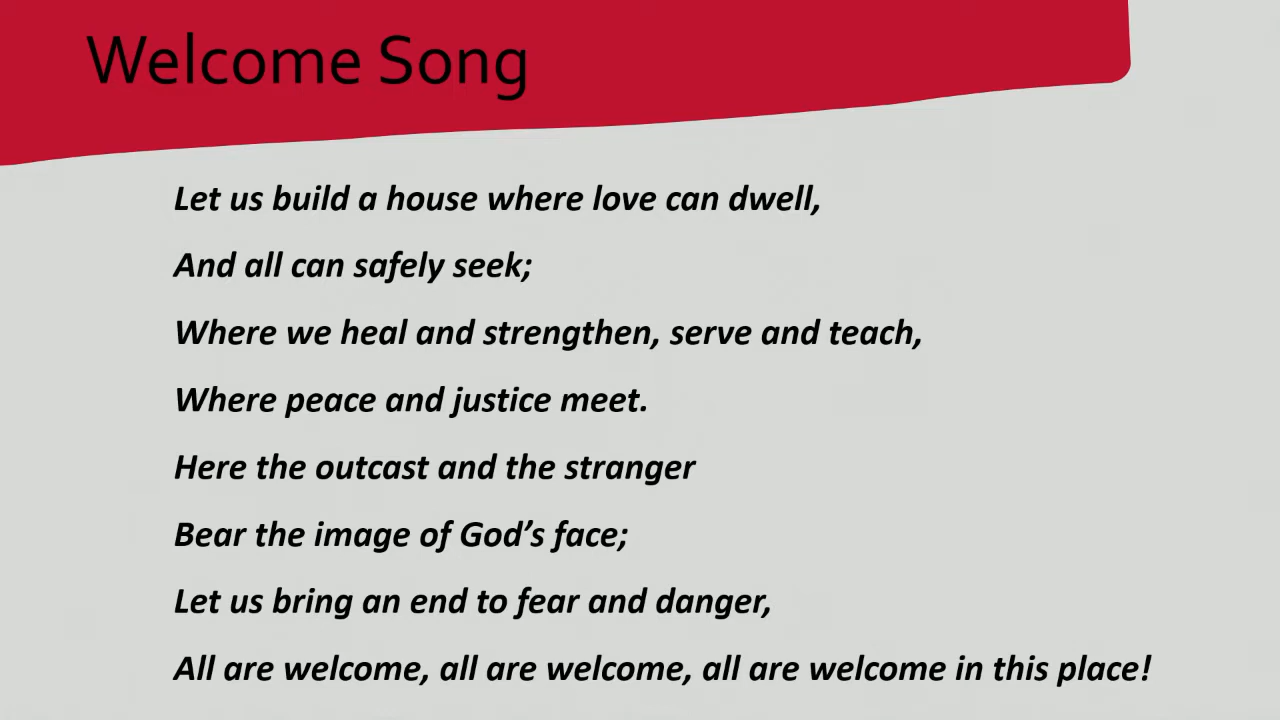 Welcome Song
Let us build a house where love can dwell,
And all can safely seek;
Where we heal and strengthen, serve and teach,
Where peace and justice meet.
Here the outcast and the stranger
Bear the image of God’s face;
Let us bring an end to fear and danger,
All are welcome, all are welcome, all are welcome in this place!